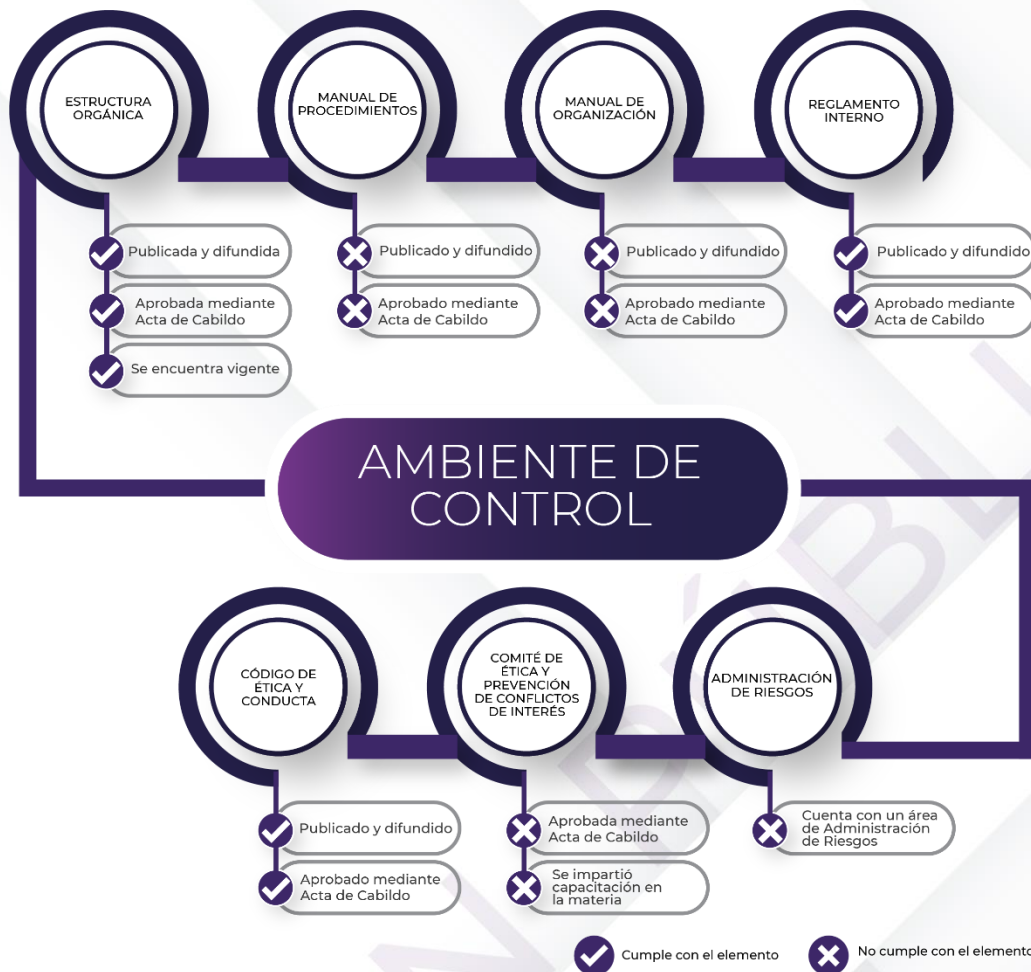 ESTRUCTURA
ORGÁNICA
MANUAL DE
PROCEDIMIENTOS
MANUAL DE
ORGANIZACIÓN
REGLAMENTO
INTERNO
Publicada y difundida
Aprobada mediante
Acta de Cabildo
Se encuentra vigente
Publicado y difundido
Aprobado mediante
Acta de Cabildo
Publicado y difundido
Aprobado mediante
Acta de Cabildo
Publicado y difundido
Aprobado mediante
Acta de Cabildo
AMBIENTE DE
CONTROL
CÓDIGO DE
ÉTICA Y
CONDUCTA
COMITÉ DE
ÉTICA Y
PREVENCIÓN
DE CONFLICTOS
DE INTERÉS
ADMINISTRACIÓN
DE RIESGOS
Publicado y difundido
Aprobado mediante
Acta de Cabildo
Aprobada mediante
Acta de Cabildo
Se impartió
capacitación en
la materia
Cuenta con un área
de Administración
de Riesgos
Cumple con el elemento
No cumple con el elemento